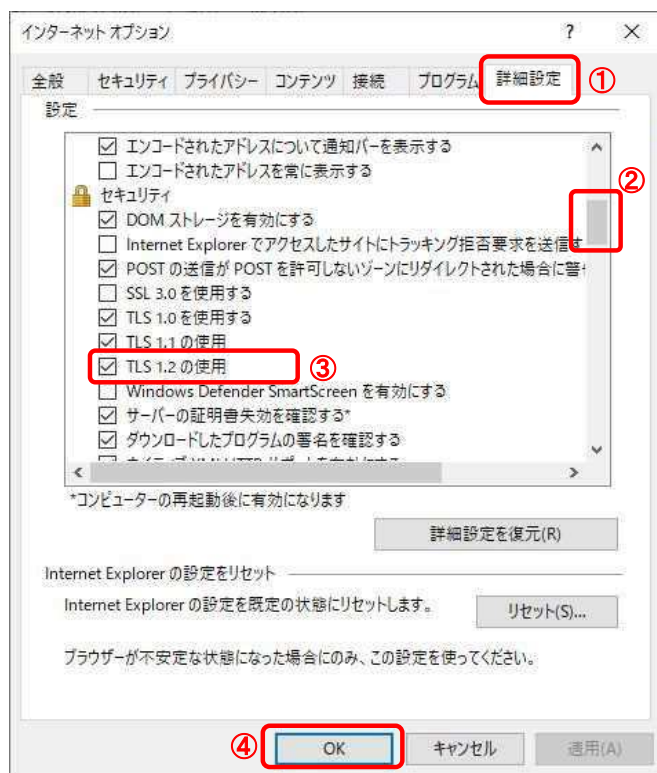 インターネット オプション ? ×
全般 セキュリティ プライバシー コンテンツ 接続 プログラム 詳細設定 ①
設定
エンコードされたアドレスについて通知バーを表示する
エンコードされたアドレスを常に表示する
②
セキュリティ
DOM ストレージを有効にする
Internet Explorer でアクセスしたサイトにトラッキング拒否要求を送信す
POST の送信が POST を許可しないゾーンにリダイレクトされた場合に警
SSL 3.0 を使用する
TLS 1.0 を使用する
TLS 1.1 の使用
TLS 1.2 の使用 ③
Windows Defender SmartScreen を有効にする
サーバーの証明書失効を確認する*
ダウンロードしたプログラムの署名を確認する
*コンピューターの再起動後に有効になります
詳細設定を復元(R)
Internet Explorer の設定をリセット
Internet Explorer の設定を既定の状態にリセットします。
リセット(S)...
ブラウザーが不安定な状態になった場合にのみ、この設定を使ってください。
④ OK キャンセル 適用(A)